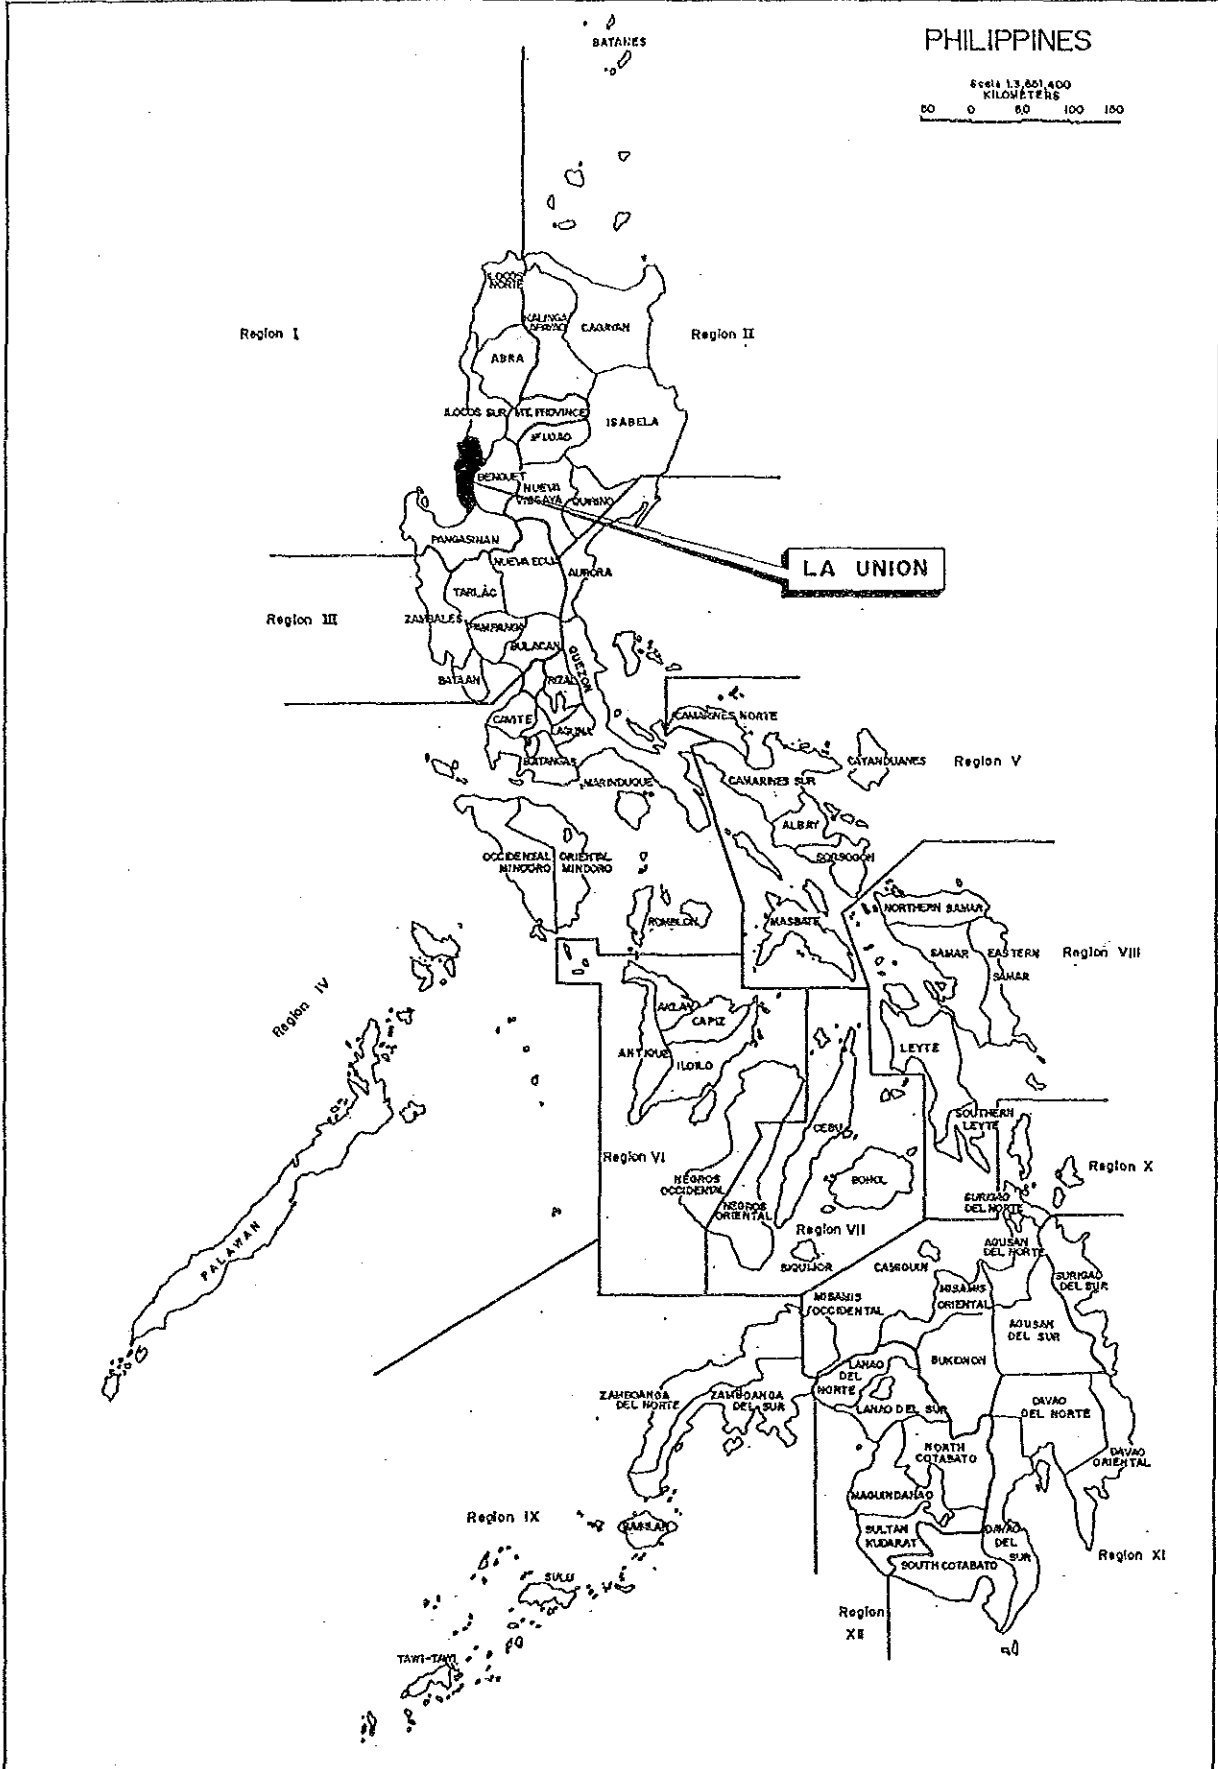 BATANES
PHILIPPINES
KILOMETERS
50 0 50 100 150
ILOCOS
NORTE
KALINGA
APAYAO
CAGAYAN
Region I
Region II
ABRA
ILOCOS SUR
MT. PROVINCE
ISABELA
IFUGAO
BENGUET
NUEVA
VISCAYA
QUIRINO
PANGASINAN
NUEVA ECIJA
AURORA
LA UNION
TARLAC
Region III
ZAMBALES
PAMPANGA
BULACAN
QUEZON
BATAAN
RIZAL
CAVITE
LAGUNA
CAMARINES NORTE
BATANGAS
MARINDUQUE
CATANDUANES
Region V
CAMARINES SUR
ALBAY
SORSOGON
OCCIDENTAL
MINDORO
ORIENTAL
MINDORO
ROMBLON
MASBATE
NORTHERN SAMAR
SAMAR
EASTERN
SAMAR
Region VIII
Region IV
AKLAN
CAPIZ
ANTIQUE
ILOILO
LEYTE
CEBU
SOUTHERN
LEYTE
Region VI
Region X
NEGROS
OCCIDENTAL
BOHOL
NEGROS
ORIENTAL
SURIGAO
DEL NORTE
PALAWAN
Region VII
AGUSAN
DEL NORTE
SIQUIJOR
CAMIGUIN
SURIGAO
DEL SUR
MISAMIS
OCCIDENTAL
MISAMIS
ORIENTAL
AGUSAN
DEL SUR
BUKIDNON
LANAO
DEL
NORTE
ZAMBOANGA
DEL NORTE
ZAMBOANGA
DEL SUR
LANAO DEL SUR
DAVAO
DEL NORTE
NORTH
COTABATO
DAVAO
ORIENTAL
MAGUINDANAO
Region IX
BASILAN
SULTAN
KUDARAT
DAVAO
DEL
SUR
SOUTH COTABATO
Region XI
SULU
Region
XII
TAWI-TAWI